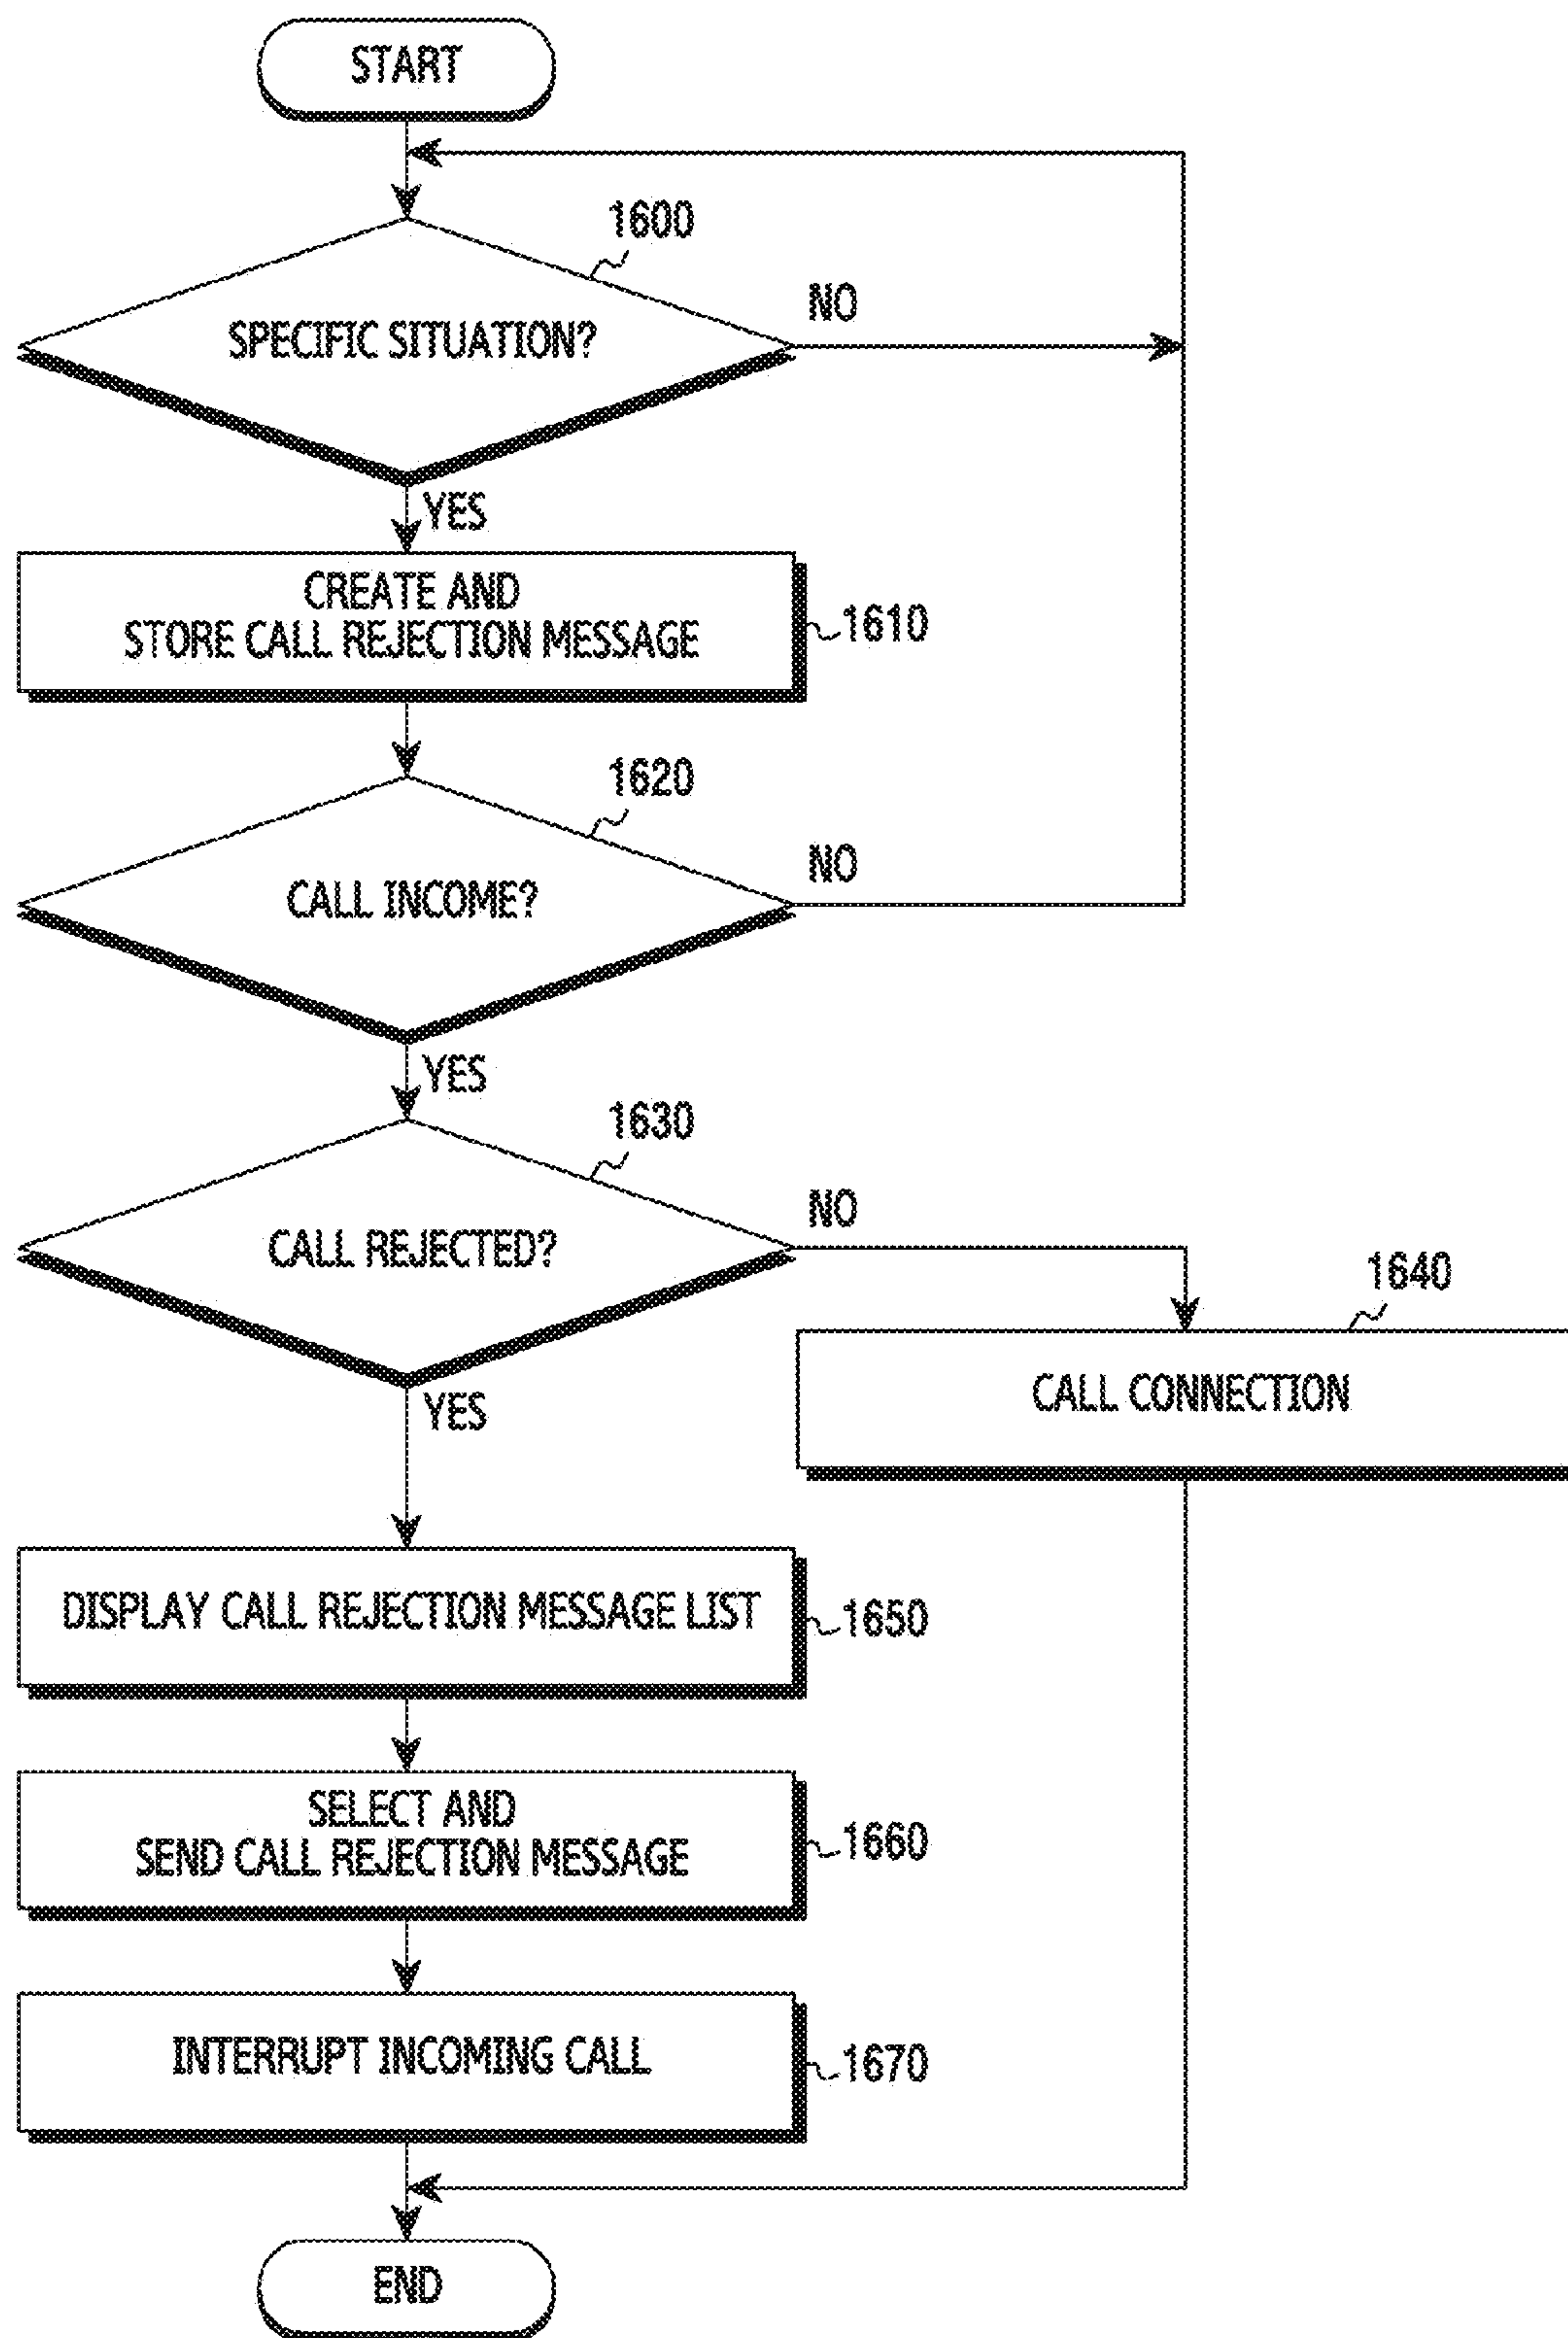 START
1600
NO
SPECIFIC SITUATION?
YES
CREATE AND
STORE CALL REJECTION MESSAGE
1610
1620
NO
CALL INCOME?
YES
1630
NO
CALL REJECTED?
1640
CALL CONNECTION
YES
DISPLAY CALL REJECTION MESSAGE LIST
1650
SELECT AND
SEND CALL REJECTION MESSAGE
1660
INTERRUPT INCOMING CALL
1670
END